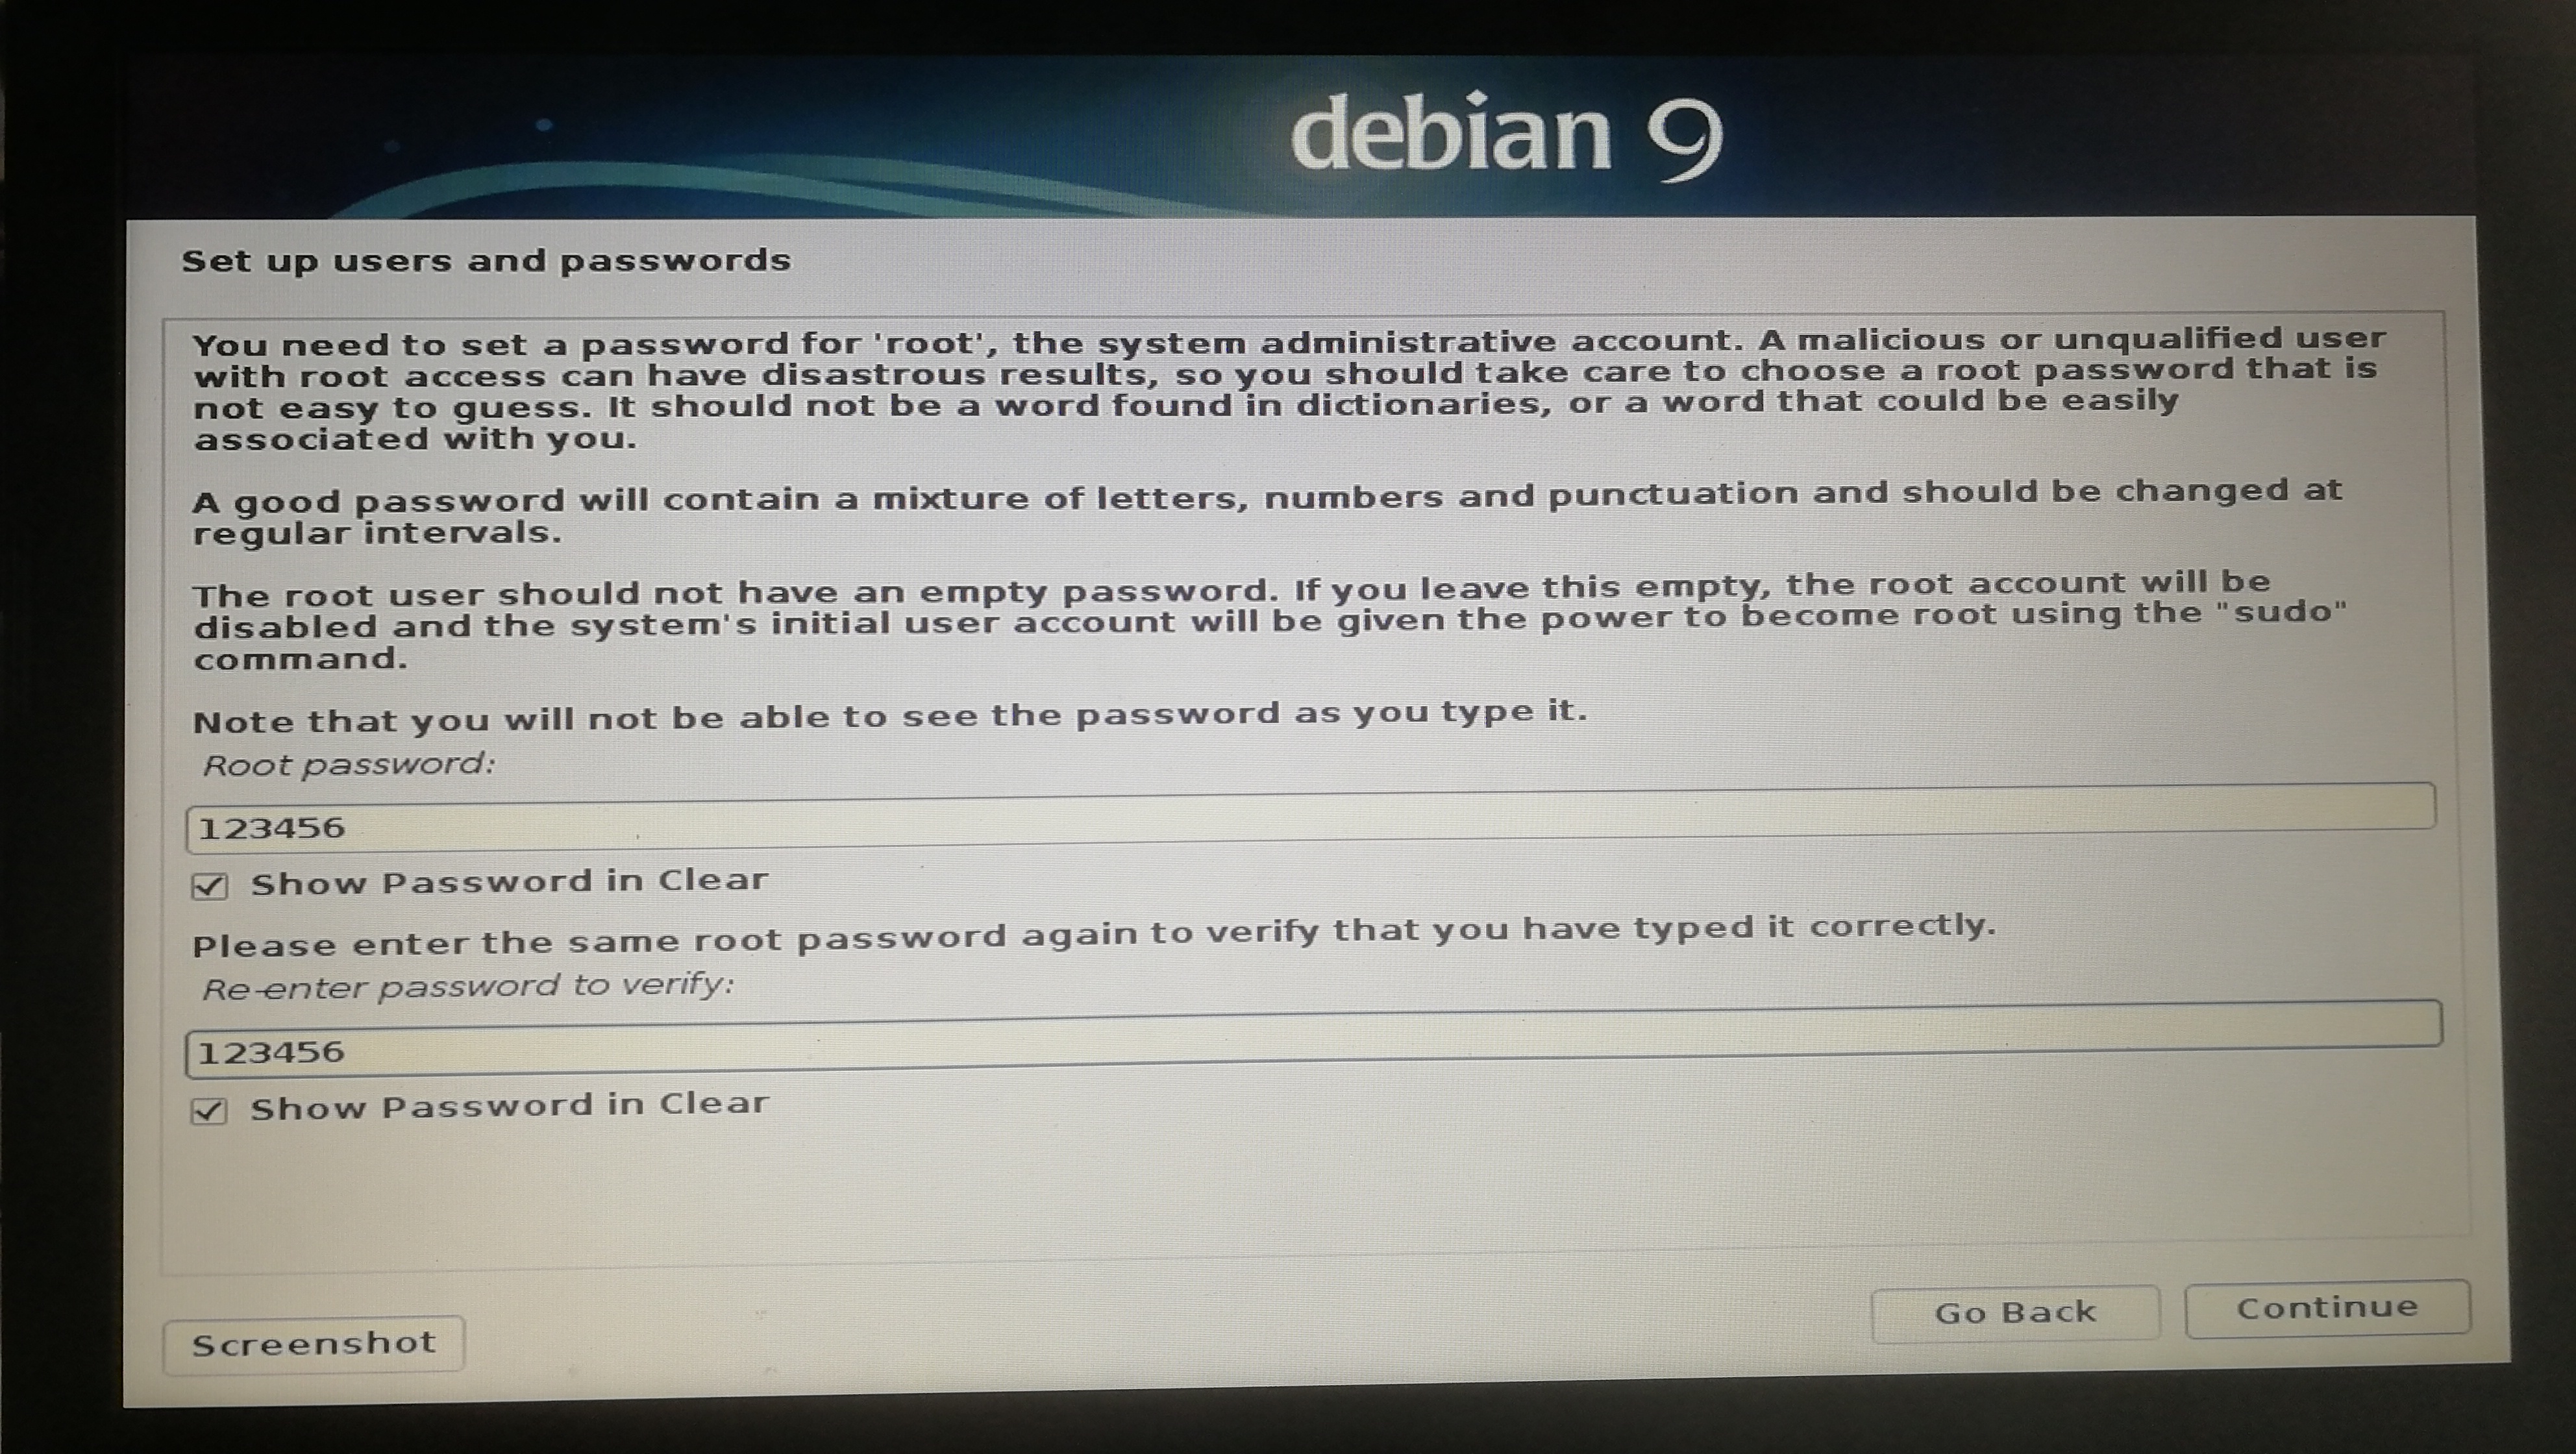 debian 9
Set up users and passwords
You need to set a password for 'root', the system administrative account. A malicious or unqualified user
with root access can have disastrous results, so you should take care to choose a root password that is
not easy to guess. It should not be a word found in dictionaries, or a word that could be easily
associated with you.
A good password will contain a mixture of letters, numbers and punctuation and should be changed at
regular intervals.
The root user should not have an empty password. If you leave this empty, the root account will be
disabled and the system's initial user account will be given the power to become root using the "sudo"
command.
Note that you will not be able to see the password as you type it.
Root password:
123456
Show Password in Clear
Please enter the same root password again to verify that you have typed it correctly.
Re-enter password to verify:
123456
Show Password in Clear
Screenshot
Go Back
Continue